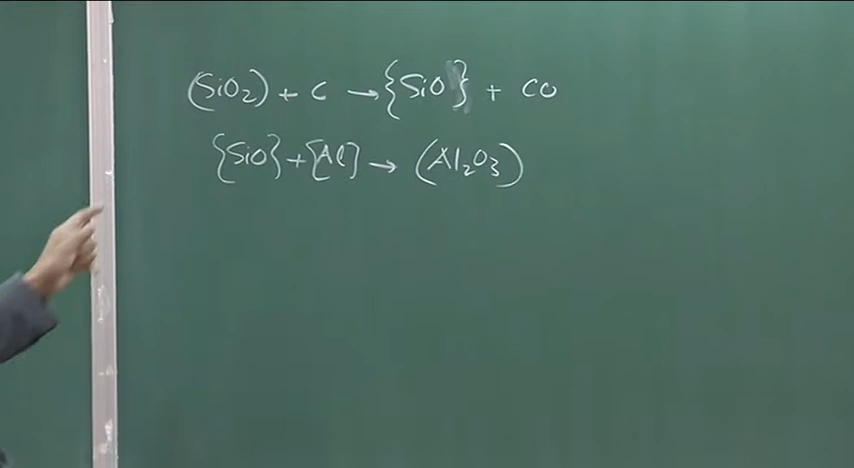 (SiO₂) + C → {SiO} + CO
{SiO} + [Al] → (Al₂O₃)